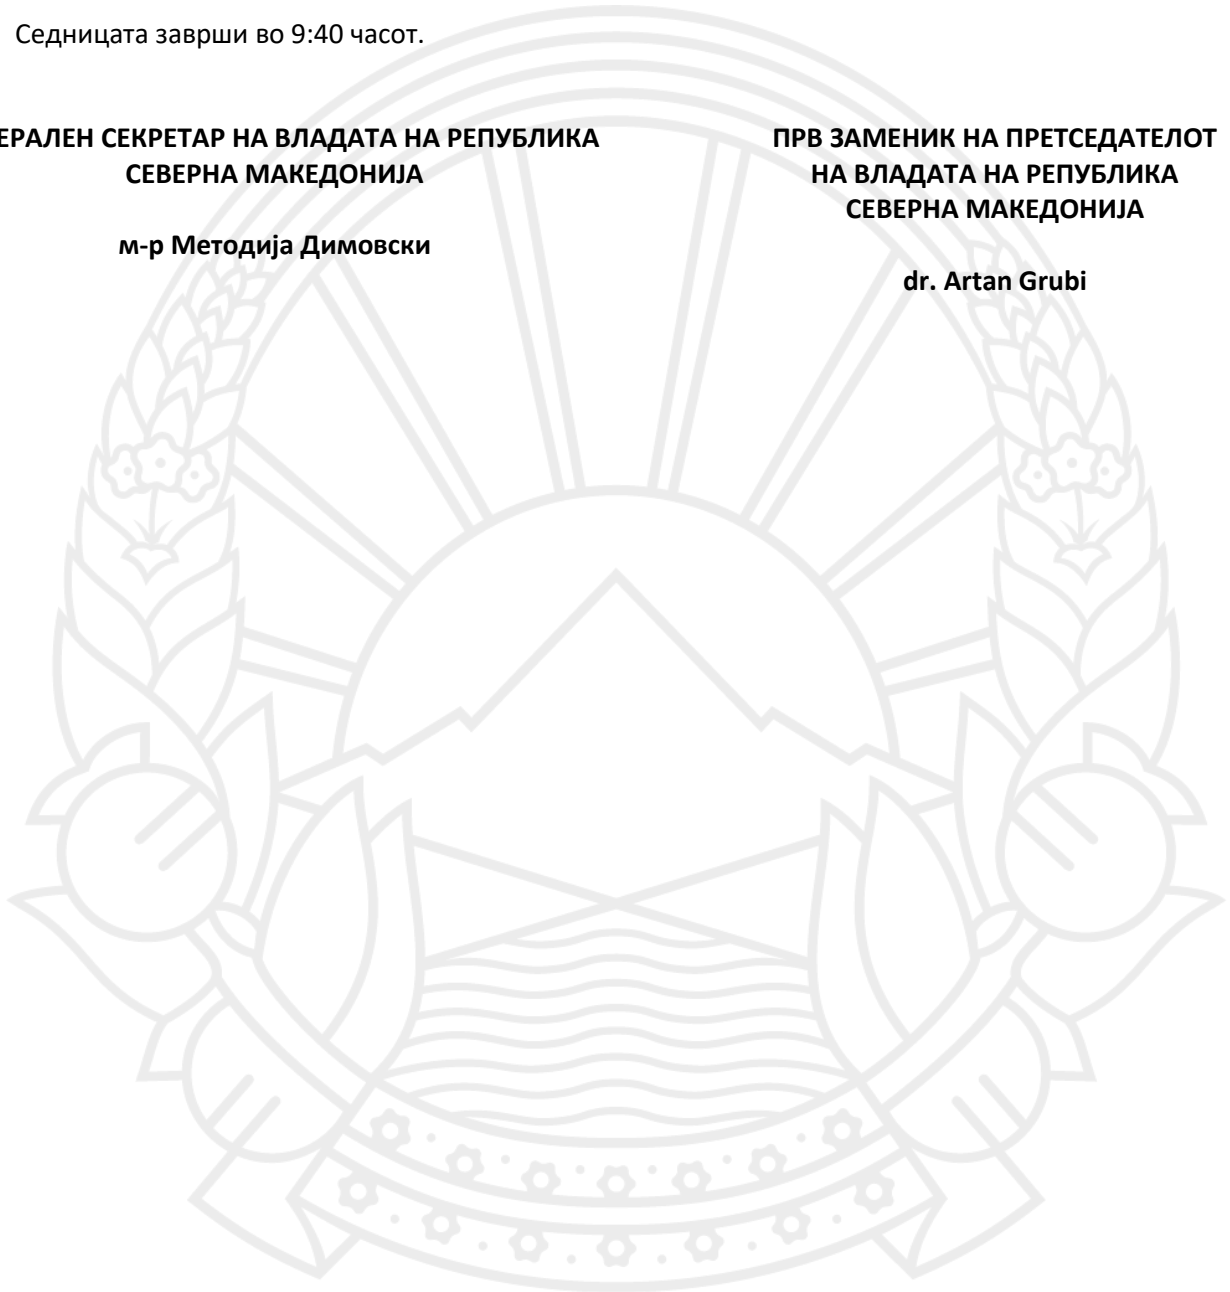 Седницата заврши во 9:40 часот.
ЕРАЛЕН СЕКРЕТАР НА ВЛАДАТА НА РЕПУБЛИКА
СЕВЕРНА МАКЕДОНИЈА
м-р Методија Димовски
ПРВ ЗАМЕНИК НА ПРЕТСЕДАТЕЛОТ
НА ВЛАДАТА НА РЕПУБЛИКА
СЕВЕРНА МАКЕДОНИЈА
dr. Artan Grubi